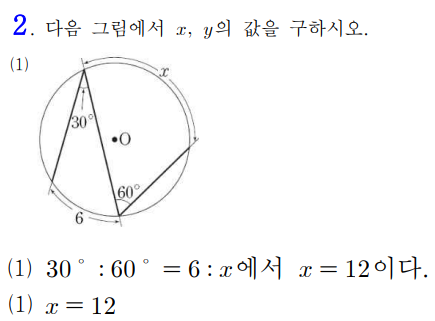 2. 다음 그림에서 x, y의 값을 구하시오.
(1)
x
30°
O
60°
6
(1) 30° : 60° = 6 : x에서 x = 12이다.
(1) x = 12